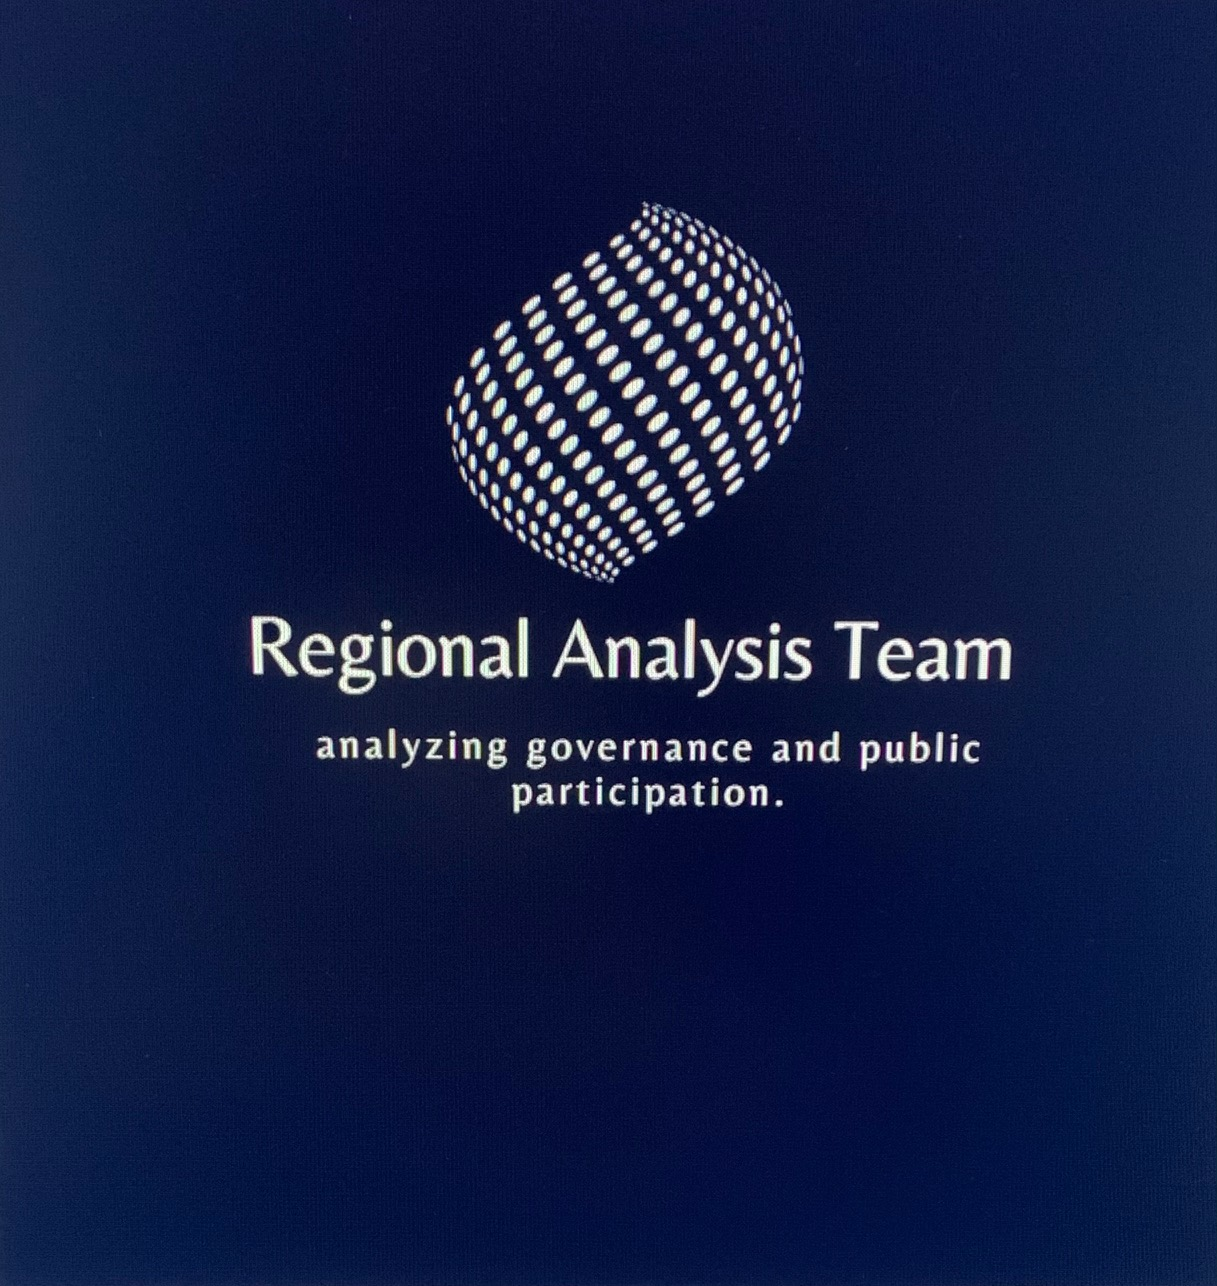 Regional Analysis Team
analyzing governance and public
participation.